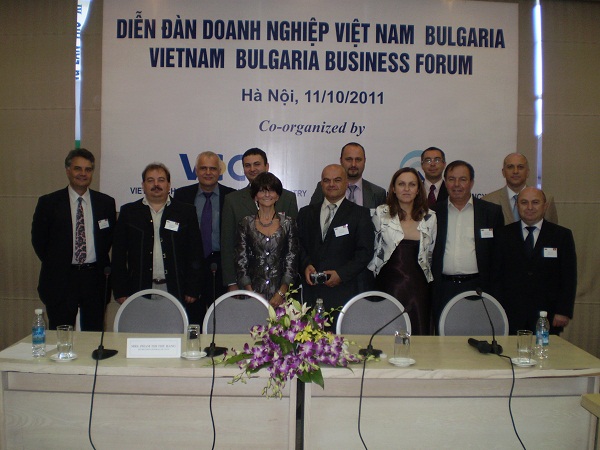 DIỄN ĐÀN DOANH NGHIỆP VIỆT NAM BULGARIA
VIETNAM BULGARIA BUSINESS FORUM
Hà Nội, 11/10/2011
Co-organized by